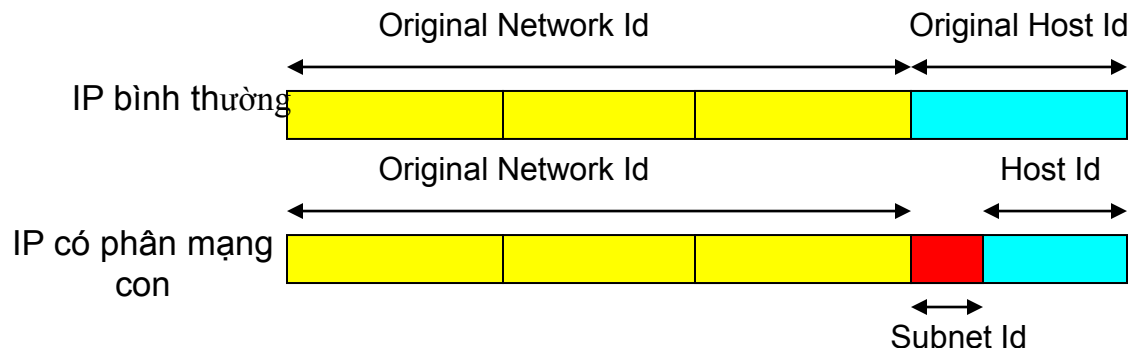 Original Network Id Original Host Id
IP bình thường
Original Network Id Host Id
IP có phân mạng
con
Subnet Id